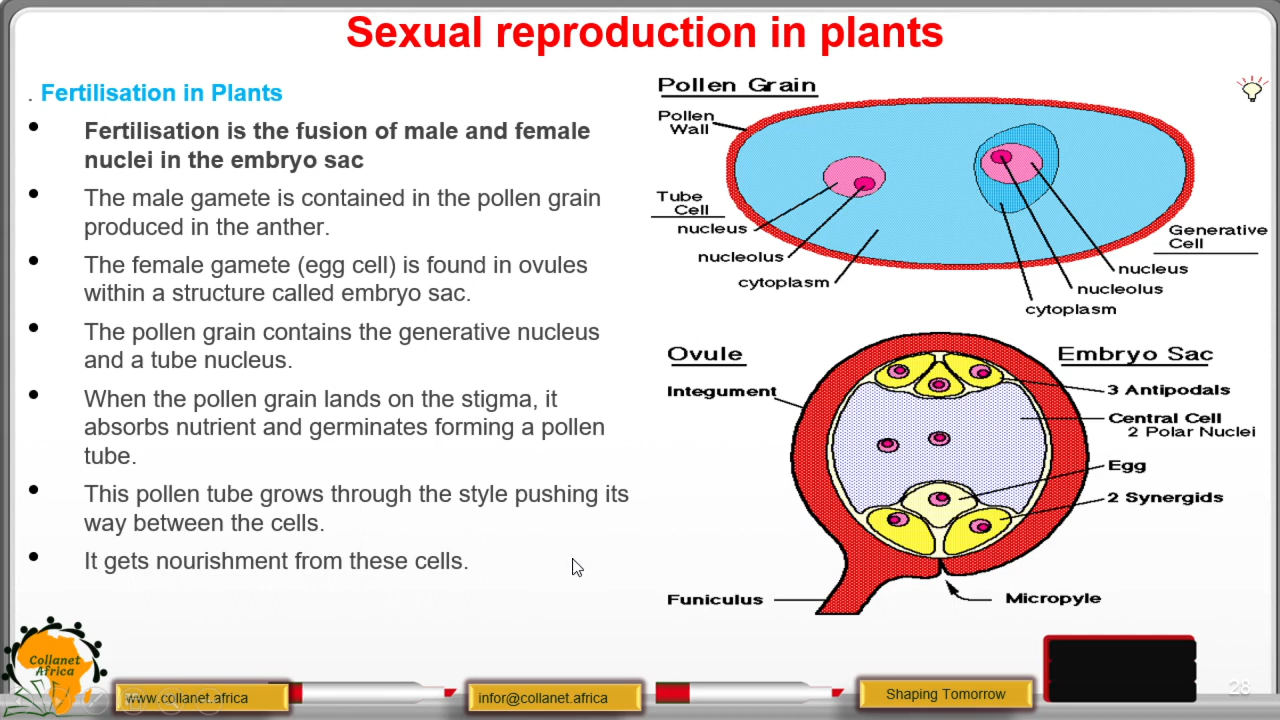 Sexual reproduction in plants
. Fertilisation in Plants
• Fertilisation is the fusion of male and female
nuclei in the embryo sac
• The male gamete is contained in the pollen grain
produced in the anther.
• The female gamete (egg cell) is found in ovules
within a structure called embryo sac.
• The pollen grain contains the generative nucleus
and a tube nucleus.
• When the pollen grain lands on the stigma, it
absorbs nutrient and germinates forming a pollen
tube.
• This pollen tube grows through the style pushing its
way between the cells.
• It gets nourishment from these cells.
Pollen Grain
Pollen
Wall
Tube
Cell
nucleus
nucleolus
cytoplasm
Generative
Cell
nucleus
nucleolus
cytoplasm
Ovule
Embryo Sac
Integument
3 Antipodals
Central Cell
2 Polar Nuclei
Egg
2 Synergids
Funiculus
Micropyle
Collanet
Africa
www.collanet.africa
infor@collanet.africa
Shaping Tomorrow
28